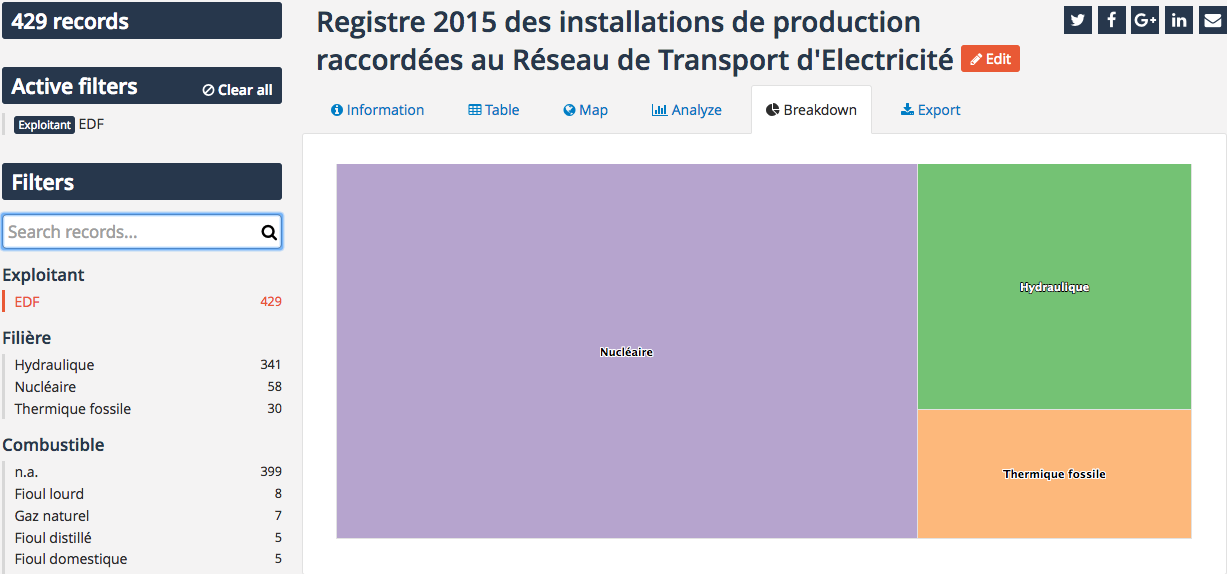 429 records
Active filters
Clear all
Exploitant EDF
Filters
Search records...
Exploitant
EDF 429
Filière
Hydraulique 341
Nucléaire 58
Thermique fossile 30
Combustible
n.a. 399
Fioul lourd 8
Gaz naturel 7
Fioul distillé 5
Fioul domestique 5
Registre 2015 des installations de production
raccordées au Réseau de Transport d'Electricité Edit
f G+ in
Information Table Map Analyze Breakdown Export
Nucléaire
Hydraulique
Thermique fossile